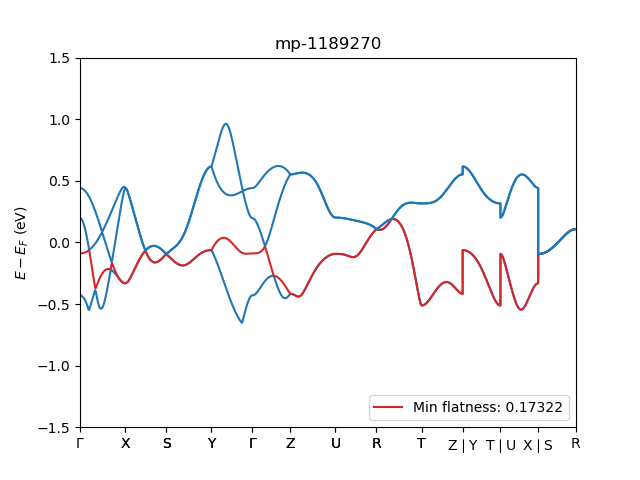 mp-1189270
E − E_F (eV)
1.5
1.0
0.5
0.0
−0.5
−1.0
−1.5
Min flatness: 0.17322
Γ X S Y Γ Z U R T Z|Y T|U X|S R